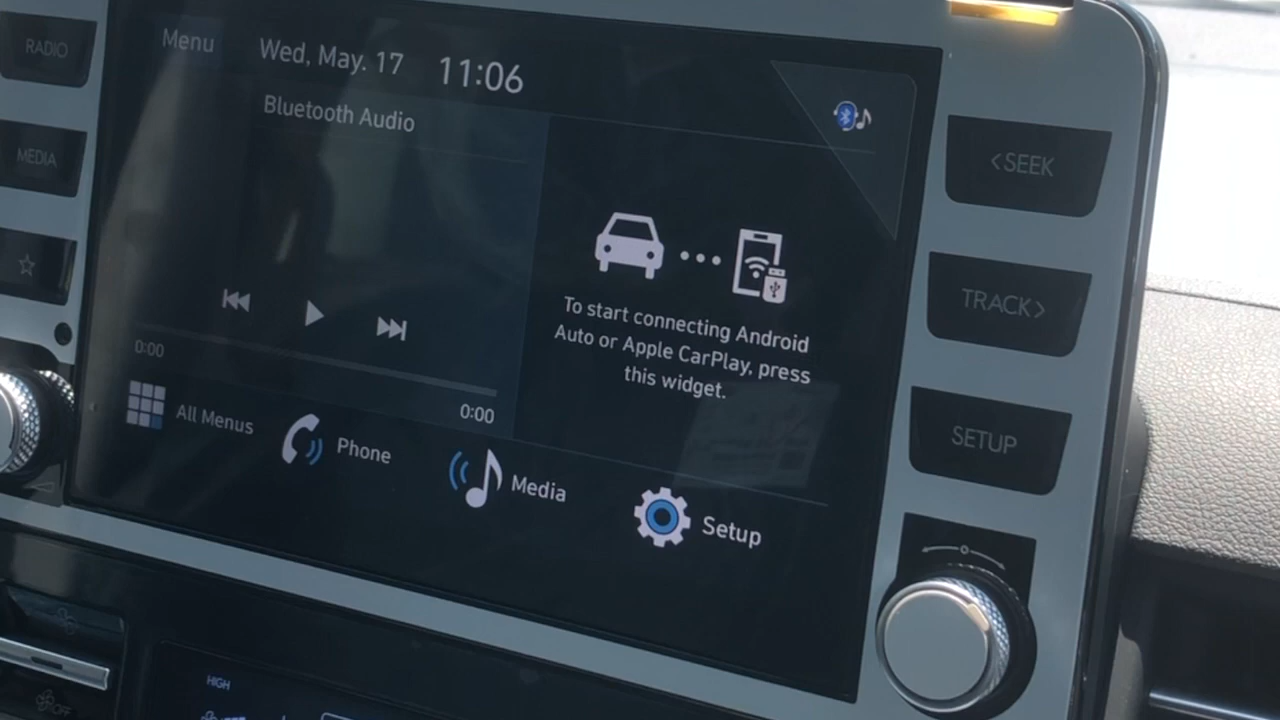 RADIO
MEDIA
Menu
Wed, May. 17
11:06
Bluetooth Audio
To start connecting Android
Auto or Apple CarPlay, press
this widget.
0:00
0:00
All Menus
Phone
Media
Setup
<SEEK
TRACK>
SETUP
HIGH
OFF